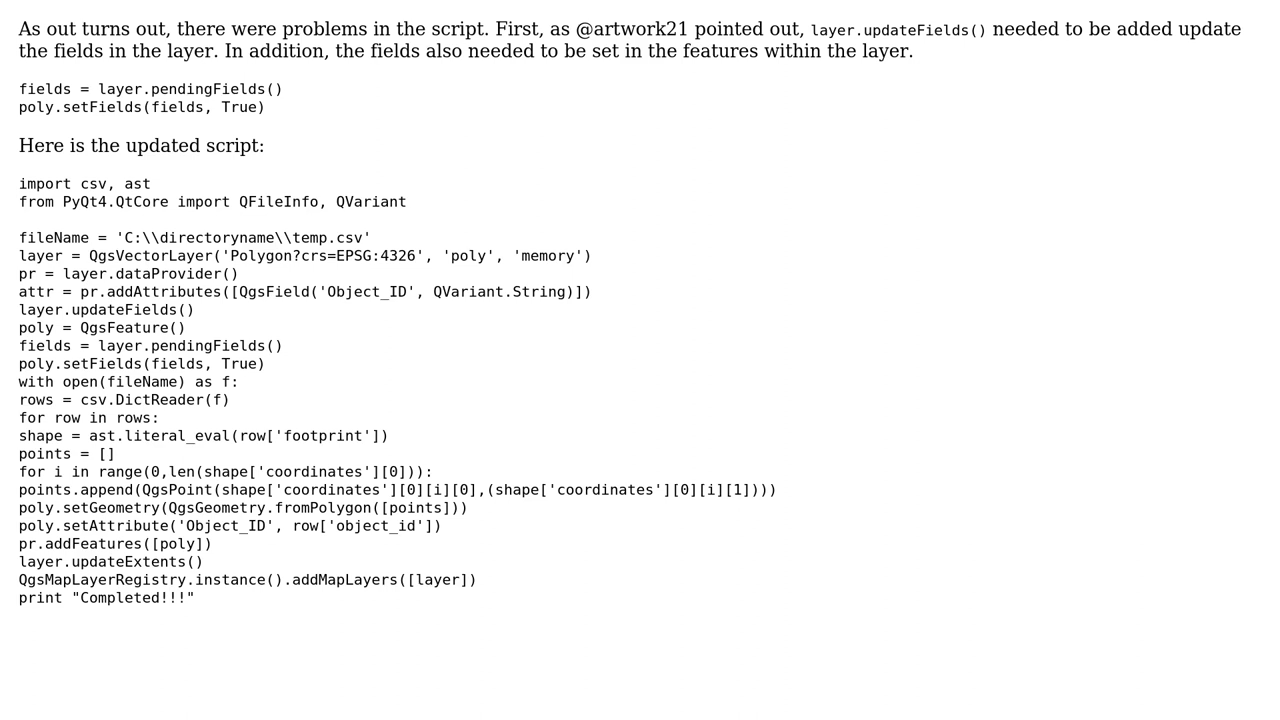 As out turns out, there were problems in the script. First, as @artwork21 pointed out, layer.updateFields() needed to be added update
the fields in the layer. In addition, the fields also needed to be set in the features within the layer.
fields = layer.pendingFields()
poly.setFields(fields, True)
Here is the updated script:
import csv, ast
from PyQt4.QtCore import QFileInfo, QVariant
fileName = 'C:\\directoryname\\temp.csv'
layer = QgsVectorLayer('Polygon?crs=EPSG:4326', 'poly', 'memory')
pr = layer.dataProvider()
attr = pr.addAttributes([QgsField('Object_ID', QVariant.String)])
layer.updateFields()
poly = QgsFeature()
fields = layer.pendingFields()
poly.setFields(fields, True)
with open(fileName) as f:
rows = csv.DictReader(f)
for row in rows:
shape = ast.literal_eval(row['footprint'])
points = []
for i in range(0,len(shape['coordinates'][0])):
points.append(QgsPoint(shape['coordinates'][0][i][0],(shape['coordinates'][0][i][1])))
poly.setGeometry(QgsGeometry.fromPolygon([points]))
poly.setAttribute('Object_ID', row['object_id'])
pr.addFeatures([poly])
layer.updateExtents()
QgsMapLayerRegistry.instance().addMapLayers([layer])
print "Completed!!!"